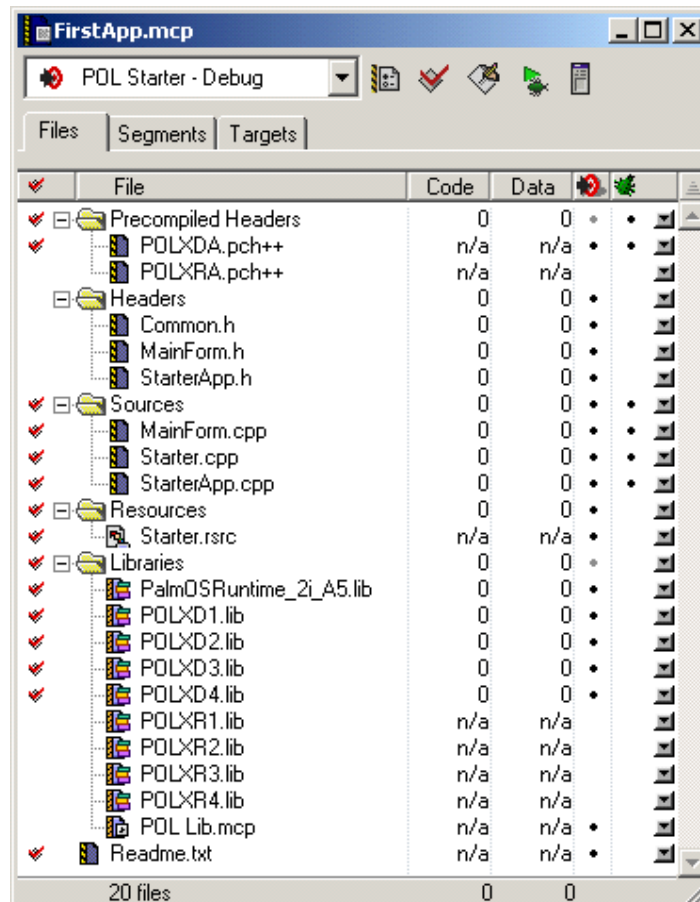 FirstApp.mcp
POL Starter - Debug
Files Segments Targets
File Code Data
Precompiled Headers 0 0
POLXDA.pch++ n/a n/a
POLXRA.pch++ n/a n/a
Headers 0 0
Common.h 0 0
MainForm.h 0 0
StarterApp.h 0 0
Sources 0 0
MainForm.cpp 0 0
Starter.cpp 0 0
StarterApp.cpp 0 0
Resources 0 0
Starter.rsrc n/a n/a
Libraries 0 0
PalmOSRuntime_2i_A5.lib 0 0
POLXD1.lib 0 0
POLXD2.lib 0 0
POLXD3.lib 0 0
POLXD4.lib 0 0
POLXR1.lib n/a n/a
POLXR2.lib n/a n/a
POLXR3.lib n/a n/a
POLXR4.lib n/a n/a
POL Lib.mcp n/a n/a
Readme.txt n/a n/a
20 files 0 0